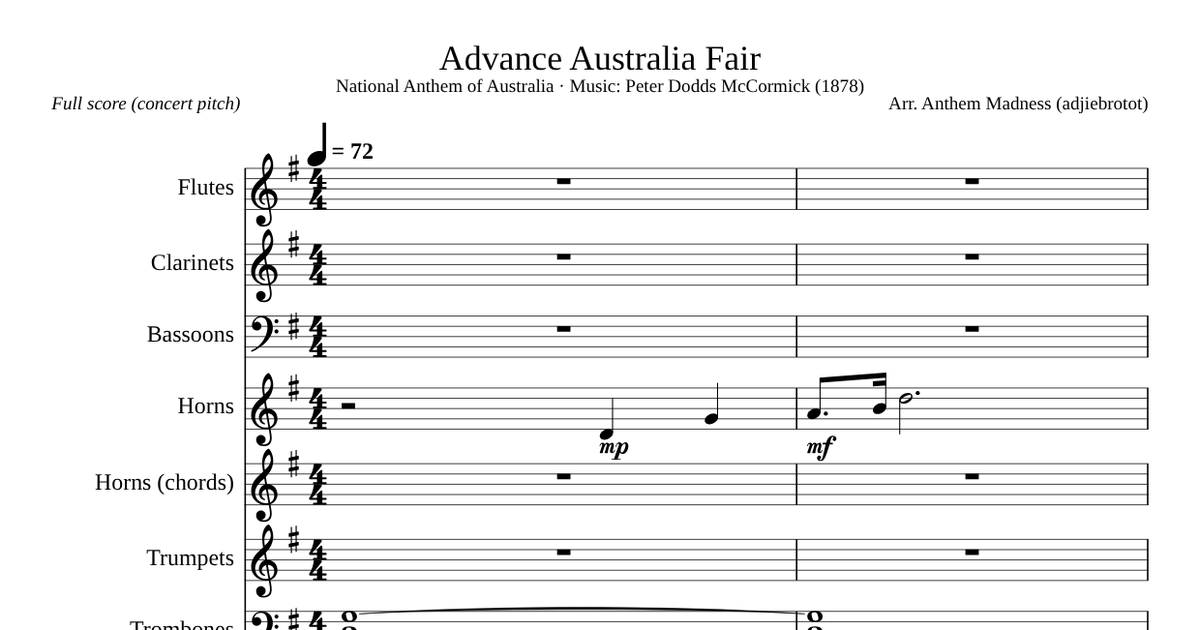 Advance Australia Fair
National Anthem of Australia · Music: Peter Dodds McCormick (1878)
Full score (concert pitch)
Arr. Anthem Madness (adjiebrotot)
= 72
Flutes
Clarinets
Bassoons
Horns
mp
mf
Horns (chords)
Trumpets
Trombones